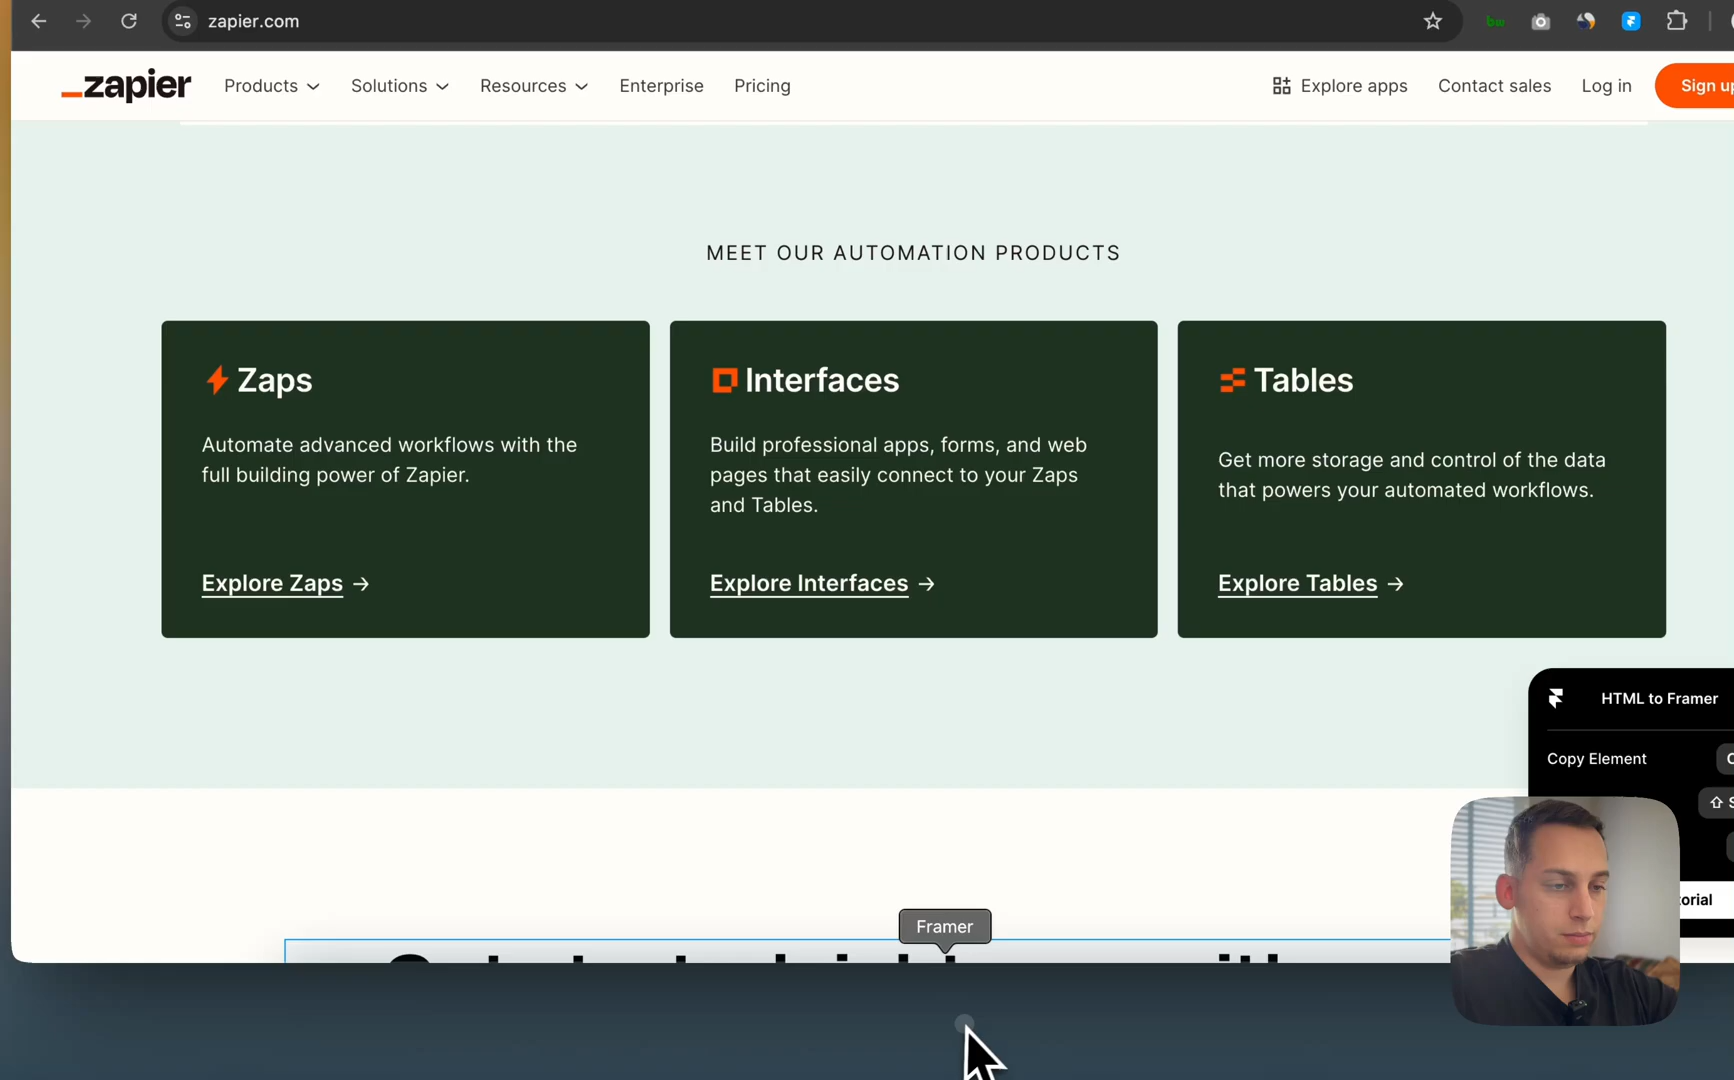 zapier.com
bw
_zapier
Products
Solutions
Resources
Enterprise
Pricing
Explore apps
Contact sales
Log in
Sign up
MEET OUR AUTOMATION PRODUCTS
Zaps
Automate advanced workflows with the
full building power of Zapier.
Explore Zaps →
Interfaces
Build professional apps, forms, and web
pages that easily connect to your Zaps
and Tables.
Explore Interfaces →
Tables
Get more storage and control of the data
that powers your automated workflows.
Explore Tables →
HTML to Framer
Copy Element
Framer